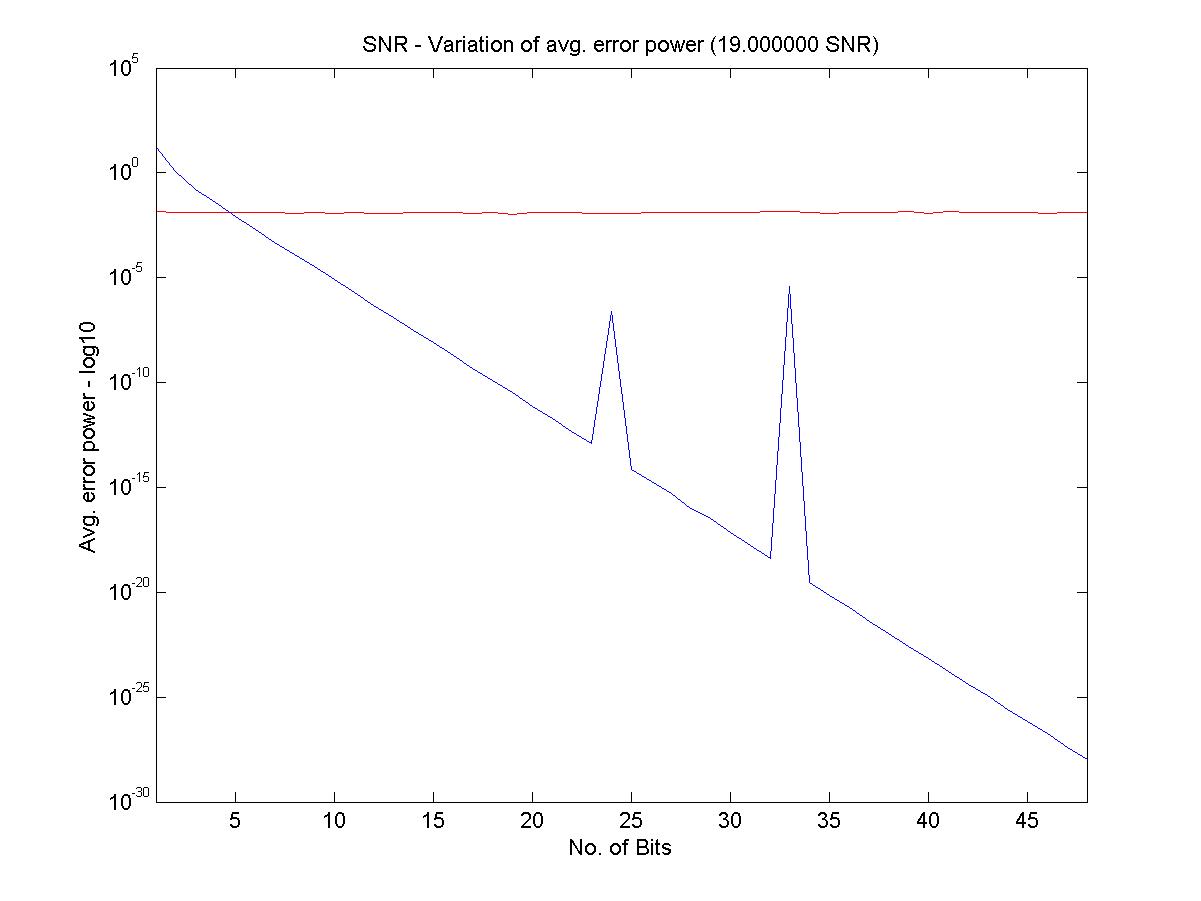 SNR - Variation of avg. error power (19.000000 SNR)
10^5
10^0
10^-5
10^-10
10^-15
10^-20
10^-25
10^-30
Avg. error power - log10
5 10 15 20 25 30 35 40 45
No. of Bits